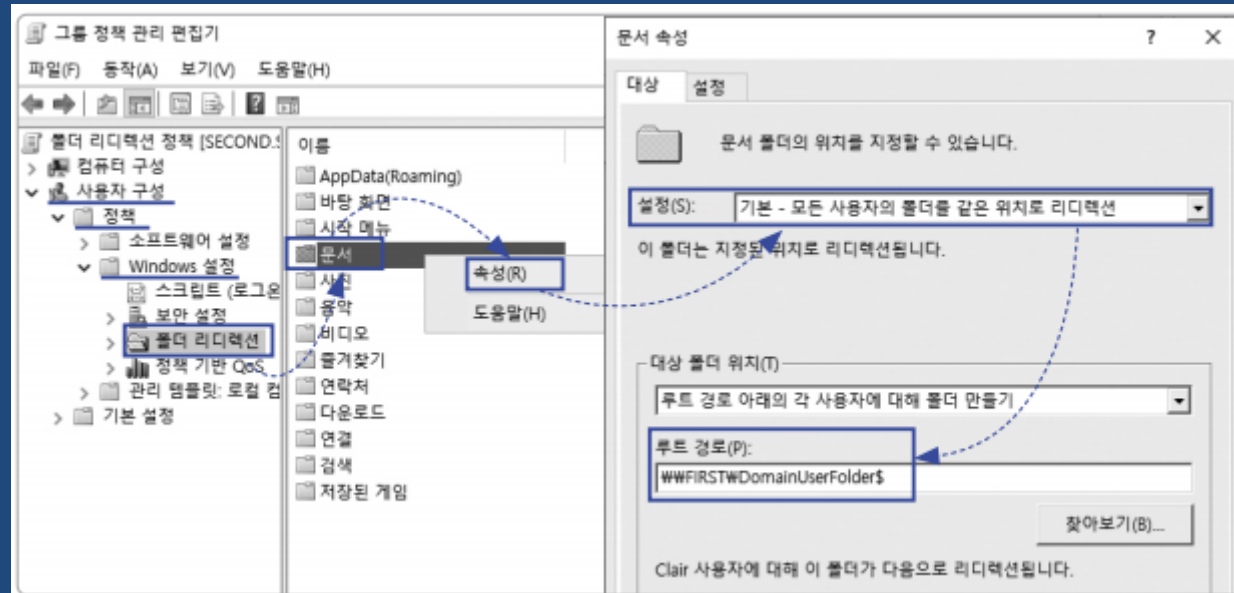 그룹 정책 관리 편집기
파일(F) 동작(A) 보기(V) 도움말(H)
폴더 리디렉션 정책 [SECOND.
컴퓨터 구성
사용자 구성
정책
소프트웨어 설정
Windows 설정
스크립트 (로그온
보안 설정
폴더 리디렉션
정책 기반 QoS
관리 템플릿: 로컬 컴
기본 설정
이름
AppData(Roaming)
바탕 화면
시작 메뉴
문서
사진
음악
비디오
즐겨찾기
연락처
다운로드
연결
검색
저장된 게임
속성(R)
도움말(H)
문서 속성 ? ×
대상 설정
문서 폴더의 위치를 지정할 수 있습니다.
설정(S): 기본 - 모든 사용자의 폴더를 같은 위치로 리디렉션
이 폴더는 지정된 위치로 리디렉션됩니다.
대상 폴더 위치(T)
루트 경로 아래의 각 사용자에 대해 폴더 만들기
루트 경로(P):
₩₩FIRST₩DomainUserFolder$
찾아보기(B)...
Clair 사용자에 대해 이 폴더가 다음으로 리디렉션됩니다.